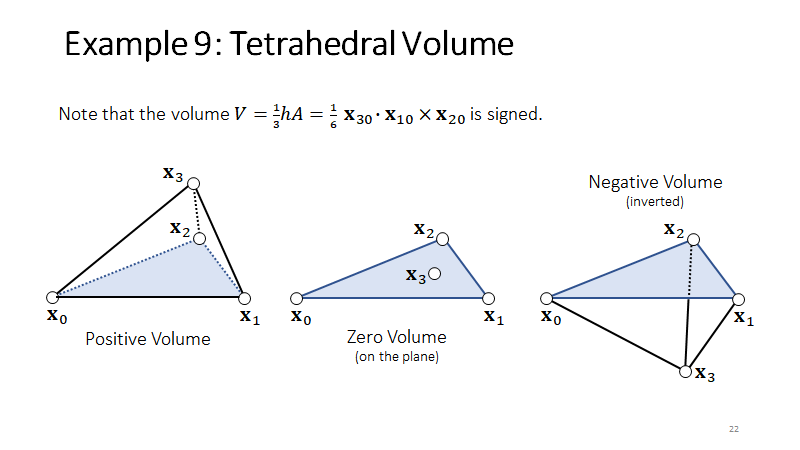 Example 9: Tetrahedral Volume
Note that the volume 𝑉 = ⅓ℎ𝐴 = ⅙ 𝐱₃₀ · 𝐱₁₀ × 𝐱₂₀ is signed.
𝐱₃
𝐱₂
𝐱₀
𝐱₁
Positive Volume
𝐱₂
𝐱₃
𝐱₀
𝐱₁
Zero Volume
(on the plane)
Negative Volume
(inverted)
𝐱₂
𝐱₀
𝐱₁
𝐱₃
22